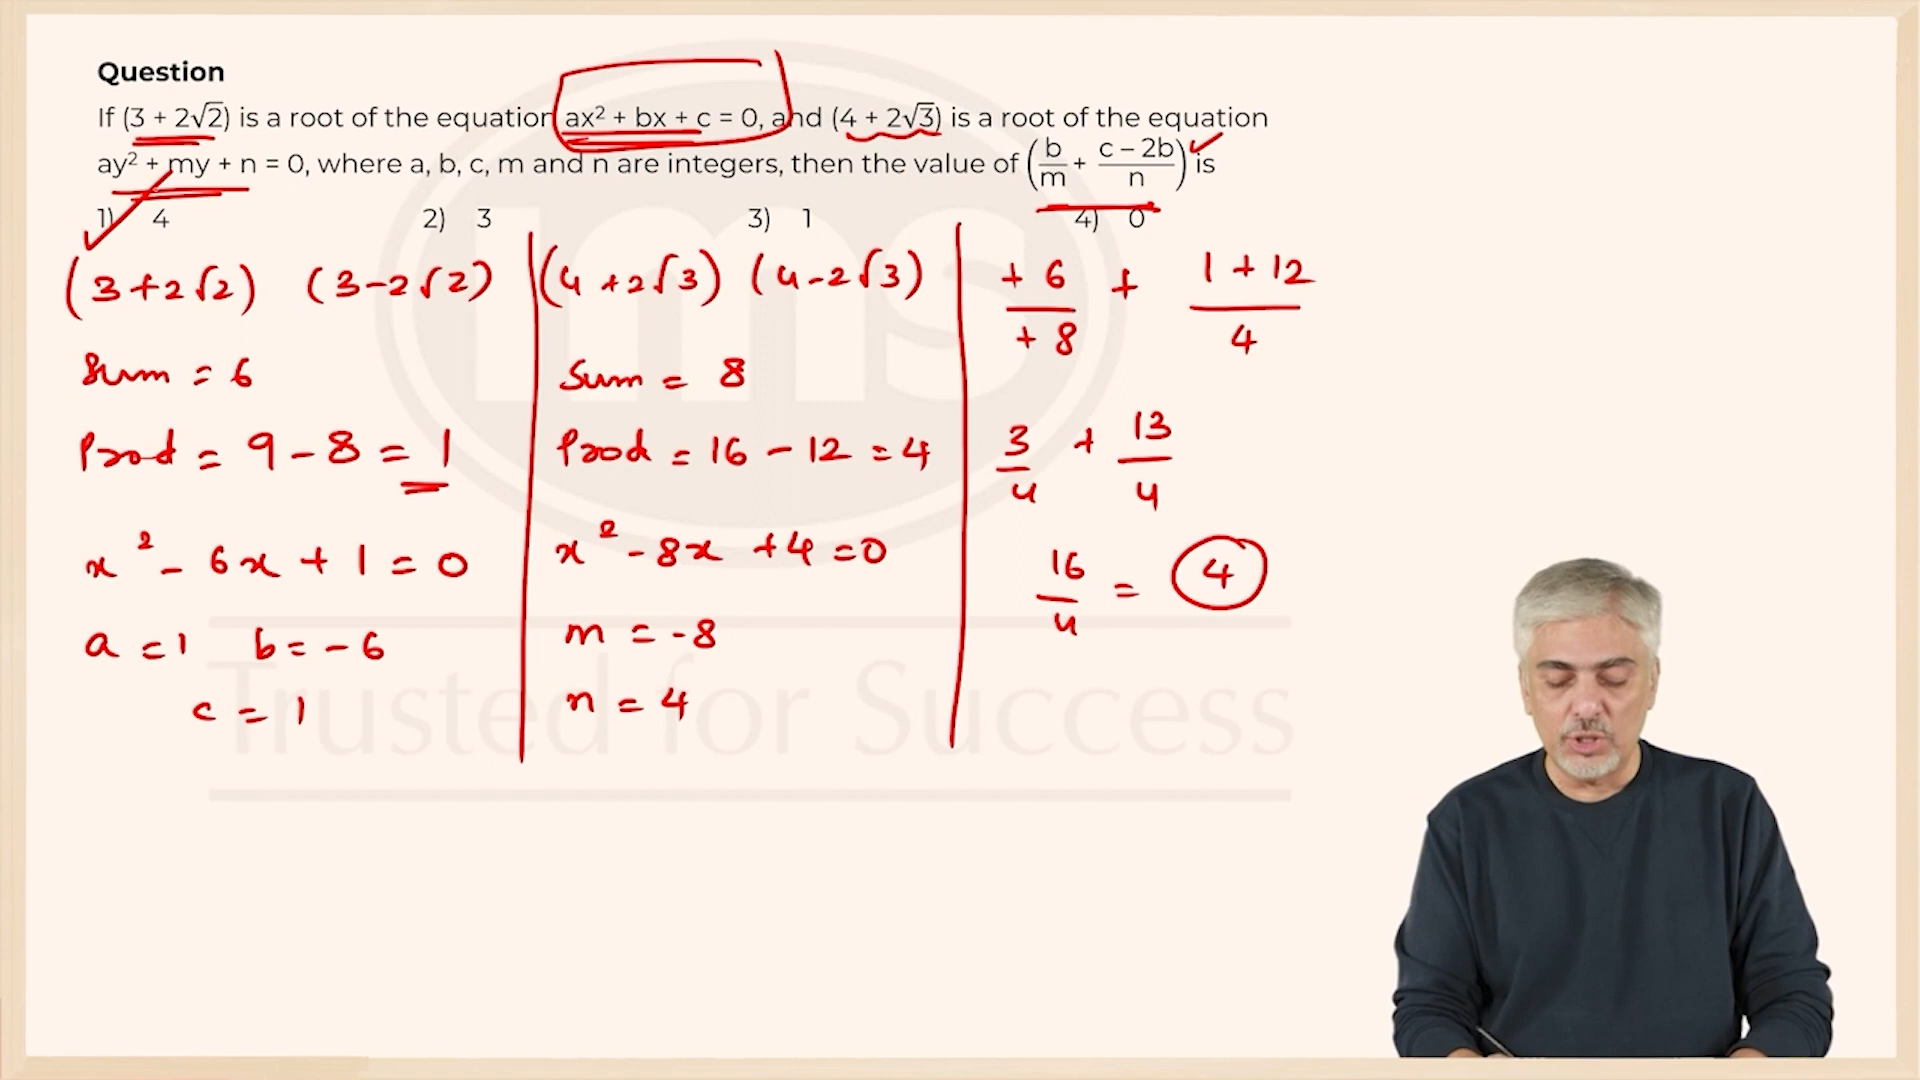 Question
If (3 + 2√2) is a root of the equation ax² + bx + c = 0, and (4 + 2√3) is a root of the equation
ay² + my + n = 0, where a, b, c, m and n are integers, then the value of (b/m + (c – 2b)/n) is
1) 4 2) 3 3) 1 4) 0
(3+2√2) (3-2√2)
Sum = 6
Prod = 9 - 8 = 1
x² - 6x + 1 = 0
a = 1 b = -6
c = 1
(4+2√3) (4-2√3)
Sum = 8
Prod = 16 - 12 = 4
x² - 8x + 4 = 0
m = -8
n = 4
+6/+8 + (1+12)/4
3/4 + 13/4
16/4 = 4
ims
Trusted for Success